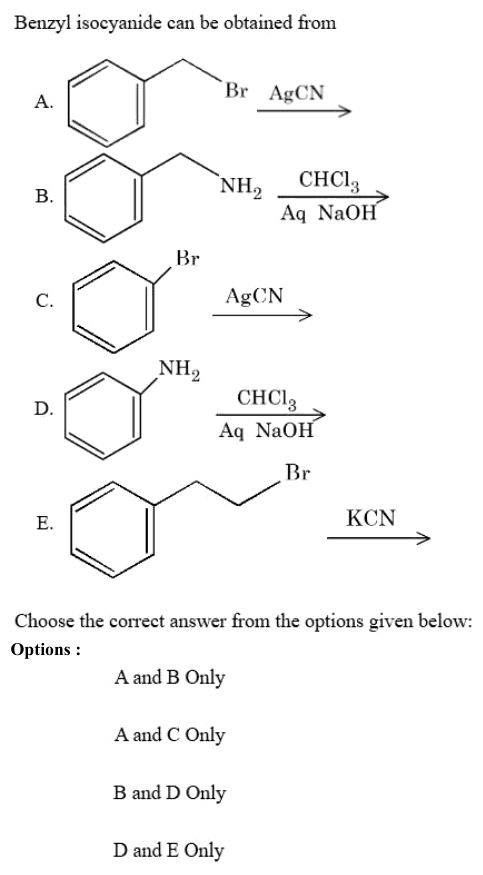 Benzyl isocyanide can be obtained from
A. Br AgCN
B. NH₂ CHCl₃
Aq NaOH
C. Br AgCN
D. NH₂ CHCl₃
Aq NaOH
E. Br KCN
Choose the correct answer from the options given below:
Options :
A and B Only
A and C Only
B and D Only
D and E Only